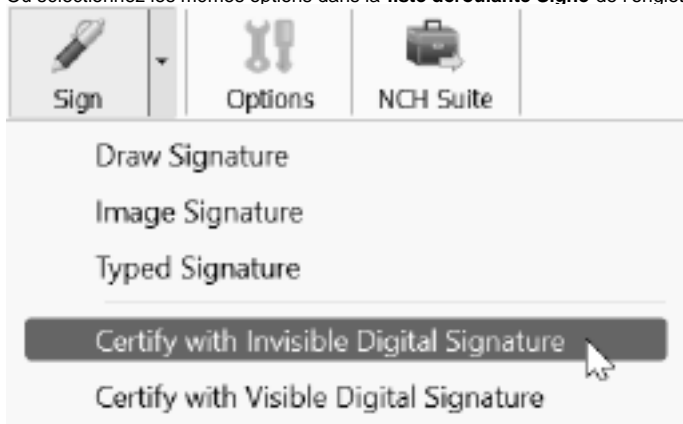 Ou sélectionnez les mêmes options dans la liste déroulante Signe de l'onglet
Sign Options NCH Suite
Draw Signature
Image Signature
Typed Signature
Certify with Invisible Digital Signature
Certify with Visible Digital Signature